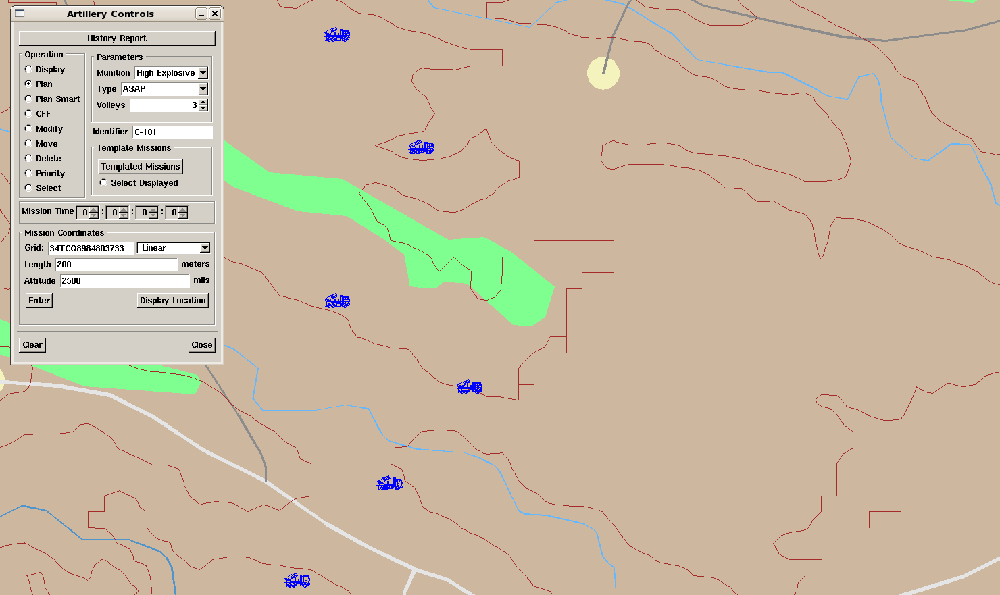 Artillery Controls
History Report
Operation
Display
Plan
Plan Smart
CFF
Modify
Move
Delete
Priority
Select
Parameters
Munition High Explosive
Type ASAP
Volleys 3
Identifier C-101
Template Missions
Templated Missions
Select Displayed
Mission Time 0 : 0 : 0 : 0
Mission Coordinates
Grid: 34TCQ8984803733 Linear
Length 200 meters
Attitude 2500 mils
Enter Display Location
Clear Close